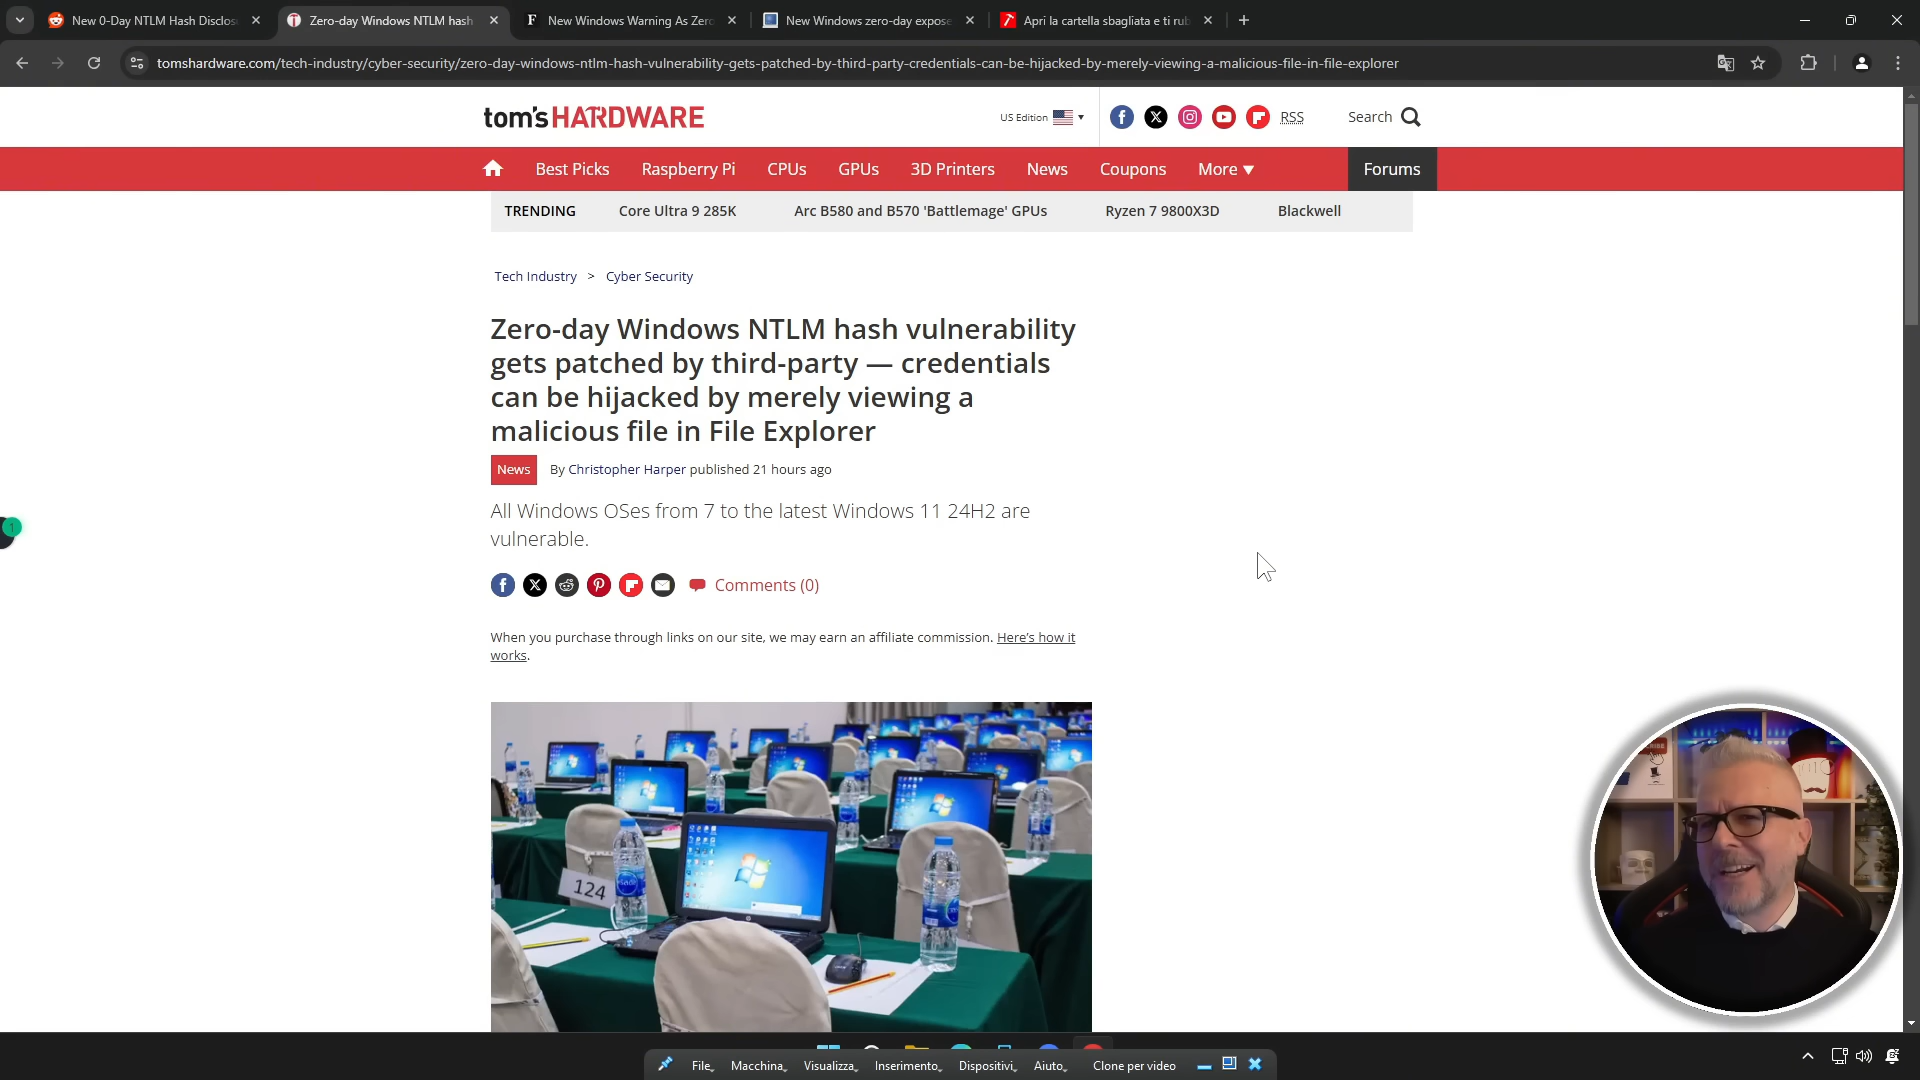 New 0-Day NTLM Hash Disclos
Zero-day Windows NTLM hash
New Windows Warning As Zero
New Windows zero-day expose
Apri la cartella sbagliata e ti rub
tomshardware.com/tech-industry/cyber-security/zero-day-windows-ntlm-hash-vulnerability-gets-patched-by-third-party-credentials-can-be-hijacked-by-merely-viewing-a-malicious-file-in-file-explorer
tom's HARDWARE
US Edition
RSS
Search
Best Picks
Raspberry Pi
CPUs
GPUs
3D Printers
News
Coupons
More
Forums
TRENDING
Core Ultra 9 285K
Arc B580 and B570 'Battlemage' GPUs
Ryzen 7 9800X3D
Blackwell
Tech Industry > Cyber Security
Zero-day Windows NTLM hash vulnerability
gets patched by third-party — credentials
can be hijacked by merely viewing a
malicious file in File Explorer
News
By Christopher Harper published 21 hours ago
All Windows OSes from 7 to the latest Windows 11 24H2 are
vulnerable.
Comments (0)
When you purchase through links on our site, we may earn an affiliate commission. Here's how it
works.
1
124
File
Macchina
Visualizza
Inserimento
Dispositivi
Aiuto
Clone per video